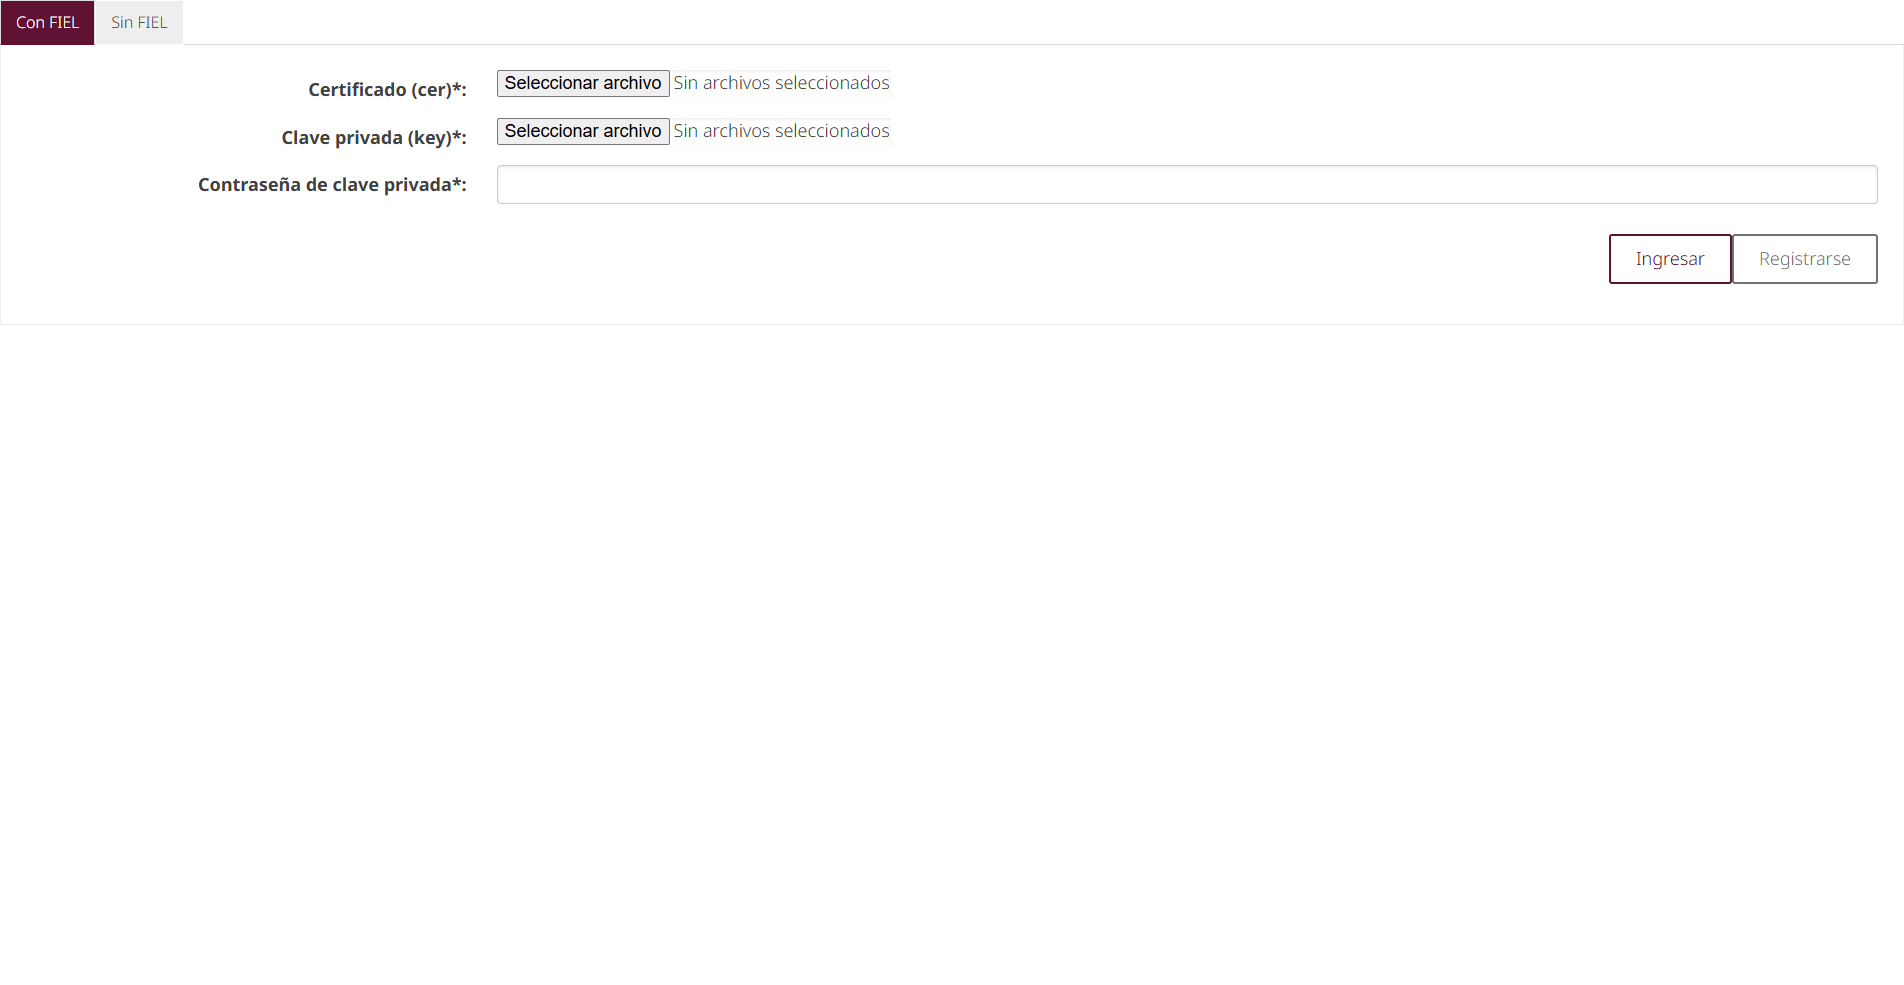 Con FIEL Sin FIEL
Certificado (cer)*: Seleccionar archivo Sin archivos seleccionados
Clave privada (key)*: Seleccionar archivo Sin archivos seleccionados
Contraseña de clave privada*:
Ingresar Registrarse